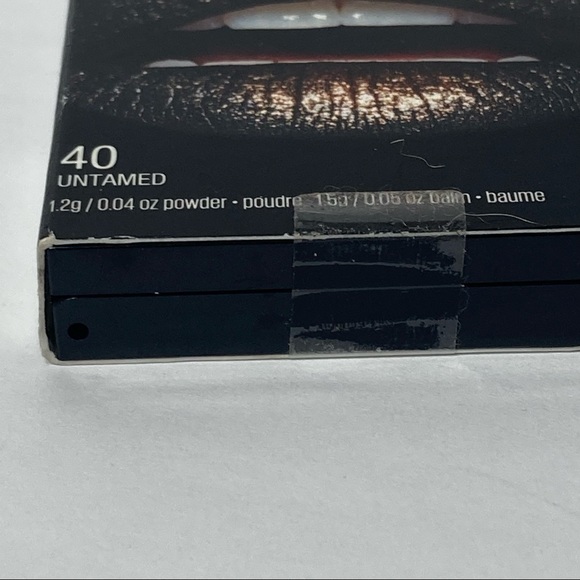 40
UNTAMED
1.2g / 0.04 oz powder • poudre 1.5g / 0.05 oz balm • baume